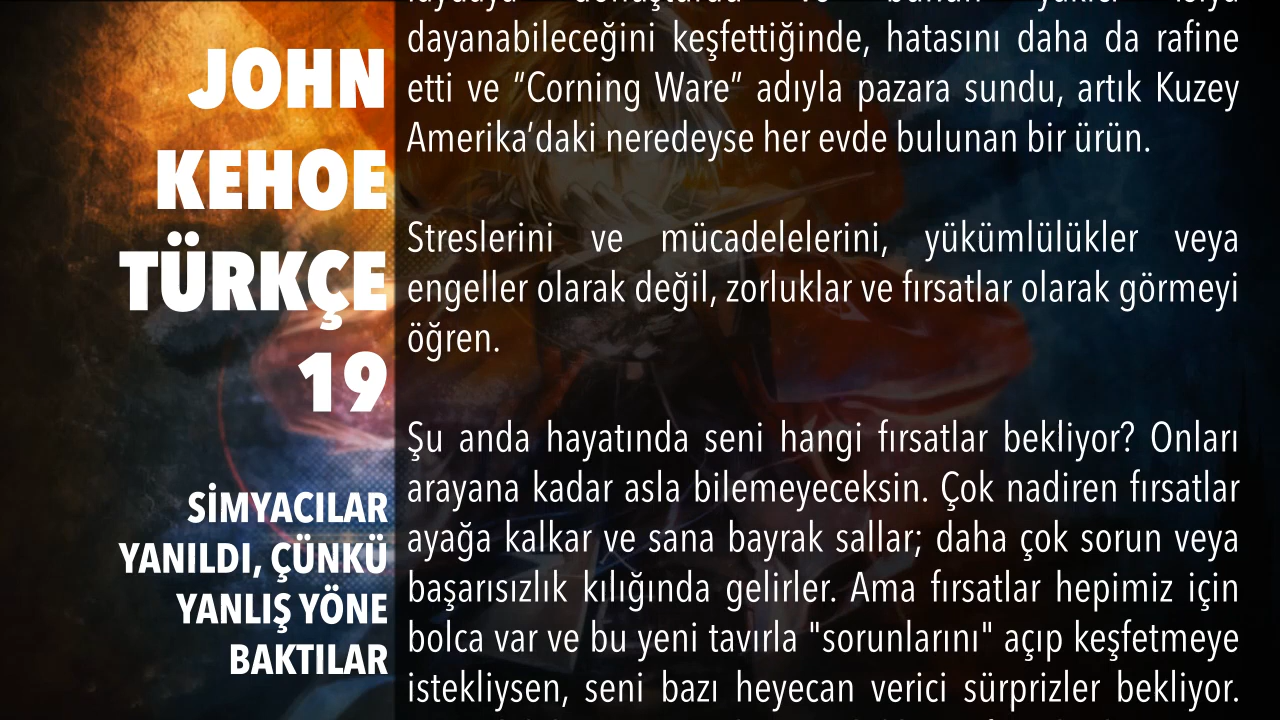 JOHN
KEHOE
TÜRKÇE
19
SİMYACILAR
YANILDI, ÇÜNKÜ
YANLIŞ YÖNE
BAKTILAR
dayanabileceğini keşfettiğinde, hatasını daha da rafine
etti ve “Corning Ware” adıyla pazara sundu, artık Kuzey
Amerika’daki neredeyse her evde bulunan bir ürün.
Streslerini ve mücadelelerini, yükümlülükler veya
engeller olarak değil, zorluklar ve fırsatlar olarak görmeyi
öğren.
Şu anda hayatında seni hangi fırsatlar bekliyor? Onları
arayana kadar asla bilemeyeceksin. Çok nadiren fırsatlar
ayağa kalkar ve sana bayrak sallar; daha çok sorun veya
başarısızlık kılığında gelirler. Ama fırsatlar hepimiz için
bolca var ve bu yeni tavırla "sorunlarını" açıp keşfetmeye
istekliysen, seni bazı heyecan verici sürprizler bekliyor.